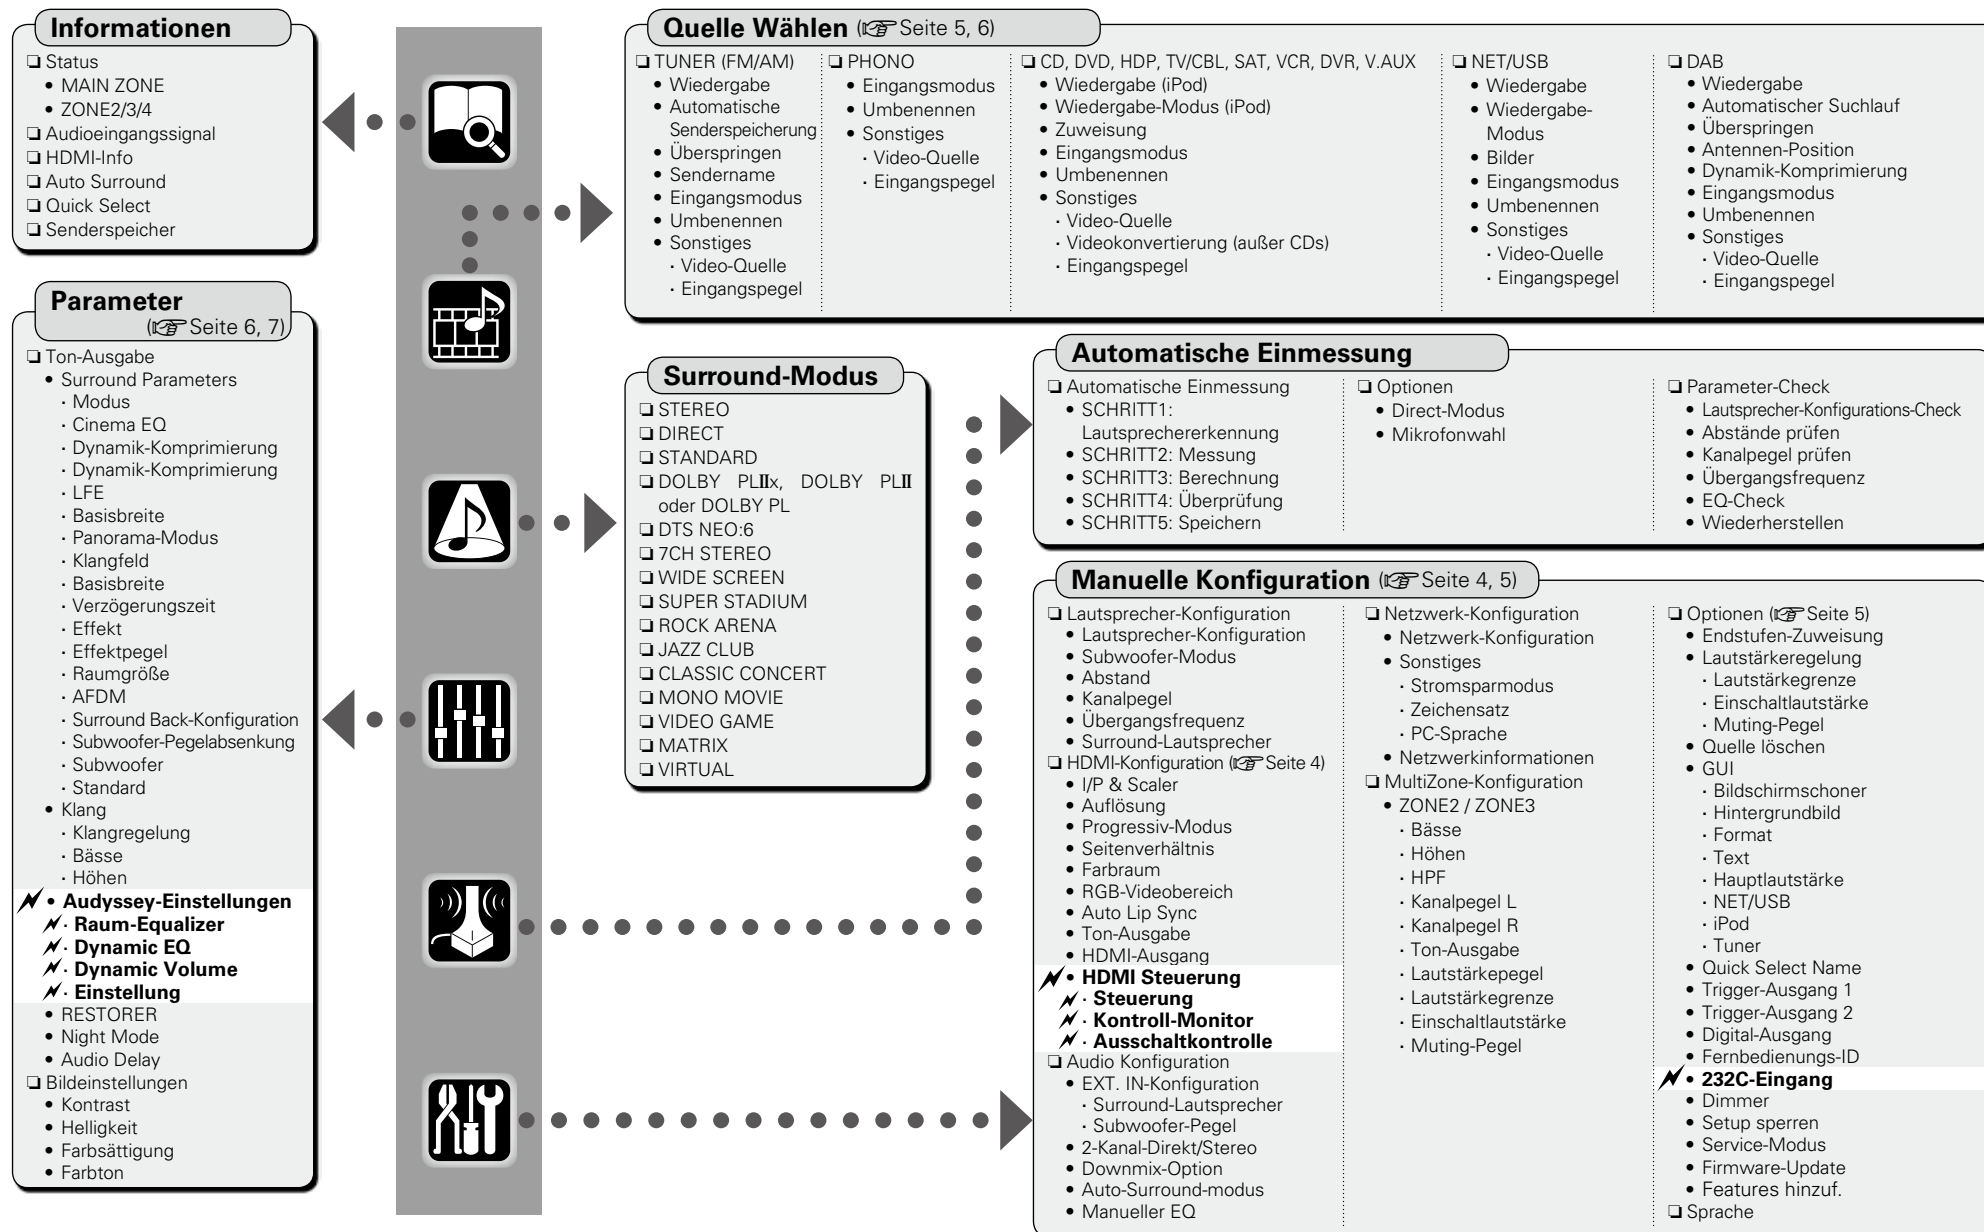 Informationen
❏ Status
• MAIN ZONE
• ZONE2/3/4
❏ Audioeingangssignal
❏ HDMI-Info
❏ Auto Surround
❏ Quick Select
❏ Senderspeicher
Parameter
(☞ Seite 6, 7)
❏ Ton-Ausgabe
• Surround Parameters
· Modus
· Cinema EQ
· Dynamik-Komprimierung
· Dynamik-Komprimierung
· LFE
· Basisbreite
· Panorama-Modus
· Klangfeld
· Basisbreite
· Verzögerungszeit
· Effekt
· Effektpegel
· Raumgröße
· AFDM
· Surround Back-Konfiguration
· Subwoofer-Pegelabsenkung
· Subwoofer
· Standard
• Klang
· Klangregelung
· Bässe
· Höhen
• Audyssey-Einstellungen
· Raum-Equalizer
· Dynamic EQ
· Dynamic Volume
· Einstellung
• RESTORER
• Night Mode
• Audio Delay
❏ Bildeinstellungen
• Kontrast
• Helligkeit
• Farbsättigung
• Farbton
Quelle Wählen (☞ Seite 5, 6)
❏ TUNER (FM/AM)
• Wiedergabe
• Automatische
Senderspeicherung
• Überspringen
• Sendername
• Eingangsmodus
• Umbenennen
• Sonstiges
· Video-Quelle
· Eingangspegel
❏ PHONO
• Eingangsmodus
• Umbenennen
• Sonstiges
· Video-Quelle
· Eingangspegel
❏ CD, DVD, HDP, TV/CBL, SAT, VCR, DVR, V.AUX
• Wiedergabe (iPod)
• Wiedergabe-Modus (iPod)
• Zuweisung
• Eingangsmodus
• Umbenennen
• Sonstiges
· Video-Quelle
· Videokonvertierung (außer CDs)
· Eingangspegel
❏ NET/USB
• Wiedergabe
• Wiedergabe-
Modus
• Bilder
• Eingangsmodus
• Umbenennen
• Sonstiges
· Video-Quelle
· Eingangspegel
❏ DAB
• Wiedergabe
• Automatischer Suchlauf
• Überspringen
• Antennen-Position
• Dynamik-Komprimierung
• Eingangsmodus
• Umbenennen
• Sonstiges
· Video-Quelle
· Eingangspegel
Surround-Modus
❏ STEREO
❏ DIRECT
❏ STANDARD
❏ DOLBY PLIIx, DOLBY PLII
oder DOLBY PL
❏ DTS NEO:6
❏ 7CH STEREO
❏ WIDE SCREEN
❏ SUPER STADIUM
❏ ROCK ARENA
❏ JAZZ CLUB
❏ CLASSIC CONCERT
❏ MONO MOVIE
❏ VIDEO GAME
❏ MATRIX
❏ VIRTUAL
Automatische Einmessung
❏ Automatische Einmessung
• SCHRITT1:
Lautsprechererkennung
• SCHRITT2: Messung
• SCHRITT3: Berechnung
• SCHRITT4: Überprüfung
• SCHRITT5: Speichern
❏ Optionen
• Direct-Modus
• Mikrofonwahl
❏ Parameter-Check
• Lautsprecher-Konfigurations-Check
• Abstände prüfen
• Kanalpegel prüfen
• Übergangsfrequenz
• EQ-Check
• Wiederherstellen
Manuelle Konfiguration (☞ Seite 4, 5)
❏ Lautsprecher-Konfiguration
• Lautsprecher-Konfiguration
• Subwoofer-Modus
• Abstand
• Kanalpegel
• Übergangsfrequenz
• Surround-Lautsprecher
❏ HDMI-Konfiguration (☞ Seite 4)
• I/P & Scaler
• Auflösung
• Progressiv-Modus
• Seitenverhältnis
• Farbraum
• RGB-Videobereich
• Auto Lip Sync
• Ton-Ausgabe
• HDMI-Ausgang
• HDMI Steuerung
· Steuerung
· Kontroll-Monitor
· Ausschaltkontrolle
❏ Audio Konfiguration
• EXT. IN-Konfiguration
· Surround-Lautsprecher
· Subwoofer-Pegel
• 2-Kanal-Direkt/Stereo
• Downmix-Option
• Auto-Surround-modus
• Manueller EQ
❏ Netzwerk-Konfiguration
• Netzwerk-Konfiguration
• Sonstiges
· Stromsparmodus
· Zeichensatz
· PC-Sprache
• Netzwerkinformationen
❏ MultiZone-Konfiguration
• ZONE2 / ZONE3
· Bässe
· Höhen
· HPF
· Kanalpegel L
· Kanalpegel R
· Ton-Ausgabe
· Lautstärkepegel
· Lautstärkegrenze
· Einschaltlautstärke
· Muting-Pegel
❏ Optionen (☞ Seite 5)
• Endstufen-Zuweisung
• Lautstärkeregelung
· Lautstärkegrenze
· Einschaltlautstärke
· Muting-Pegel
• Quelle löschen
• GUI
· Bildschirmschoner
· Hintergrundbild
· Format
· Text
· Hauptlautstärke
· NET/USB
· iPod
· Tuner
• Quick Select Name
• Trigger-Ausgang 1
• Trigger-Ausgang 2
• Digital-Ausgang
• Fernbedienungs-ID
• 232C-Eingang
• Dimmer
• Setup sperren
• Service-Modus
• Firmware-Update
• Features hinzuf.
❏ Sprache